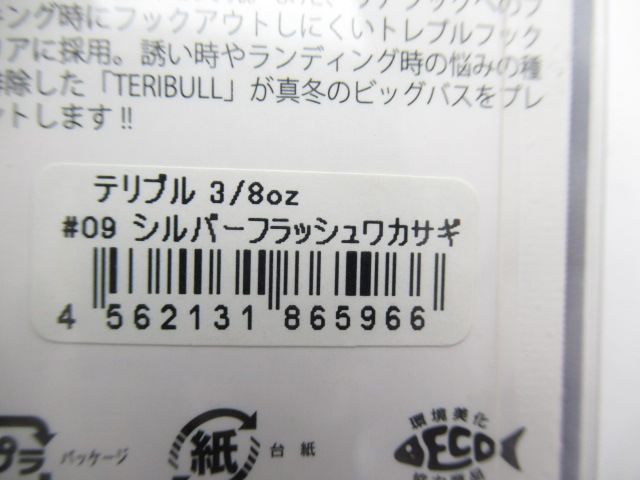 ング時にフックアウトしにくいトレブルフック
リアに採用。誘い時やランディング時の悩みの種
排除した「TERIBULL」が真冬のビッグバスをプレ
ントします!!
テリブル 3/8oz
#09 シルバーフラッシュワカサギ
4 562131 865966
プラ パッケージ
紙 台紙
環境美化
ECO